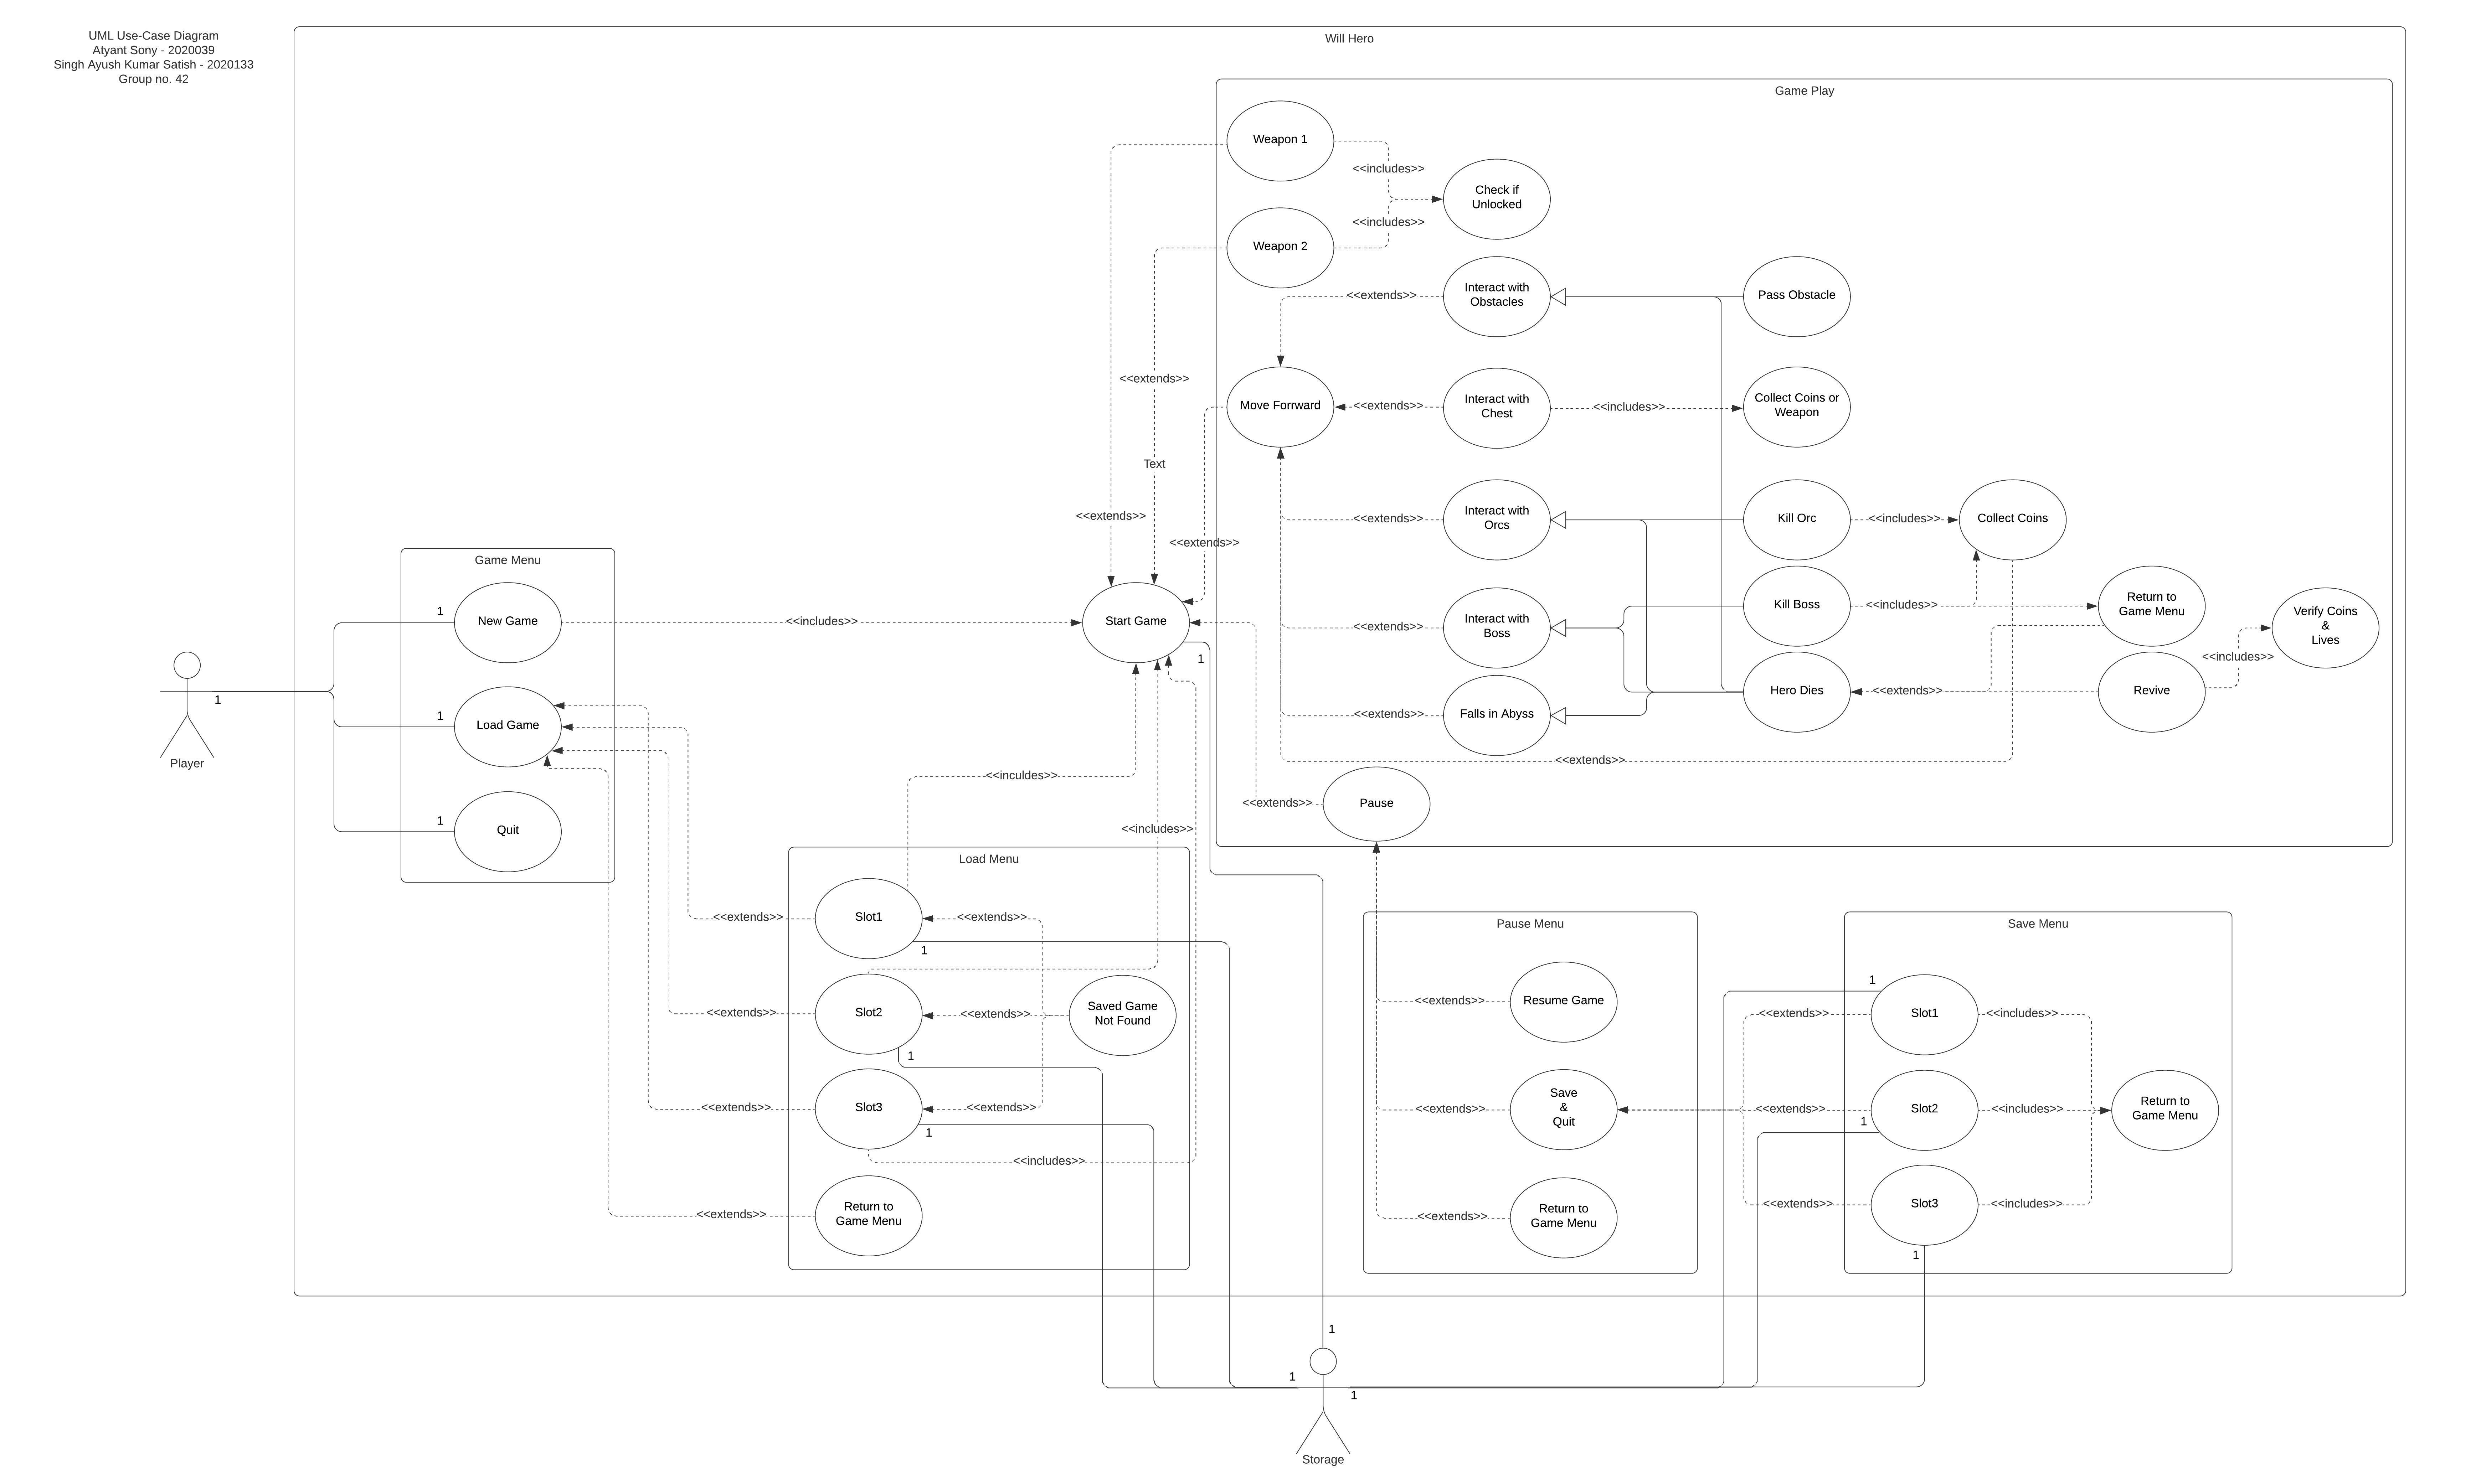 UML Use-Case Diagram
Atyant Sony - 2020039
Singh Ayush Kumar Satish - 2020133
Group no. 42
Will Hero
Game Play
Weapon 1
<<includes>>
Check if
Unlocked
<<includes>>
Weapon 2
Interact with
Obstacles
<<extends>>
Pass Obstacle
<<extends>>
Move Forrward
<<extends>>
Interact with
Chest
<<includes>>
Collect Coins or
Weapon
Text
<<extends>>
<<extends>>
<<extends>>
Interact with
Orcs
Kill Orc
<<includes>>
Collect Coins
Game Menu
1
New Game
<<includes>>
Start Game
1
<<extends>>
Interact with
Boss
Kill Boss
<<includes>>
Return to
Game Menu
Verify Coins
&
Lives
<<includes>>
<<extends>>
Falls in Abyss
Hero Dies
<<extends>>
Revive
1
Player
1
Load Game
<<extends>>
<<inculdes>>
<<extends>>
Pause
1
Quit
<<includes>>
Load Menu
<<extends>>
Slot1
<<extends>>
1
<<extends>>
Slot2
<<extends>>
Saved Game
Not Found
1
<<extends>>
Slot3
<<extends>>
1
<<includes>>
<<extends>>
Return to
Game Menu
Pause Menu
<<extends>>
Resume Game
<<extends>>
Save
&
Quit
<<extends>>
Return to
Game Menu
Save Menu
1
<<extends>>
Slot1
<<includes>>
<<extends>>
Slot2
<<includes>>
Return to
Game Menu
1
<<extends>>
Slot3
<<includes>>
1
1
1
1
Storage